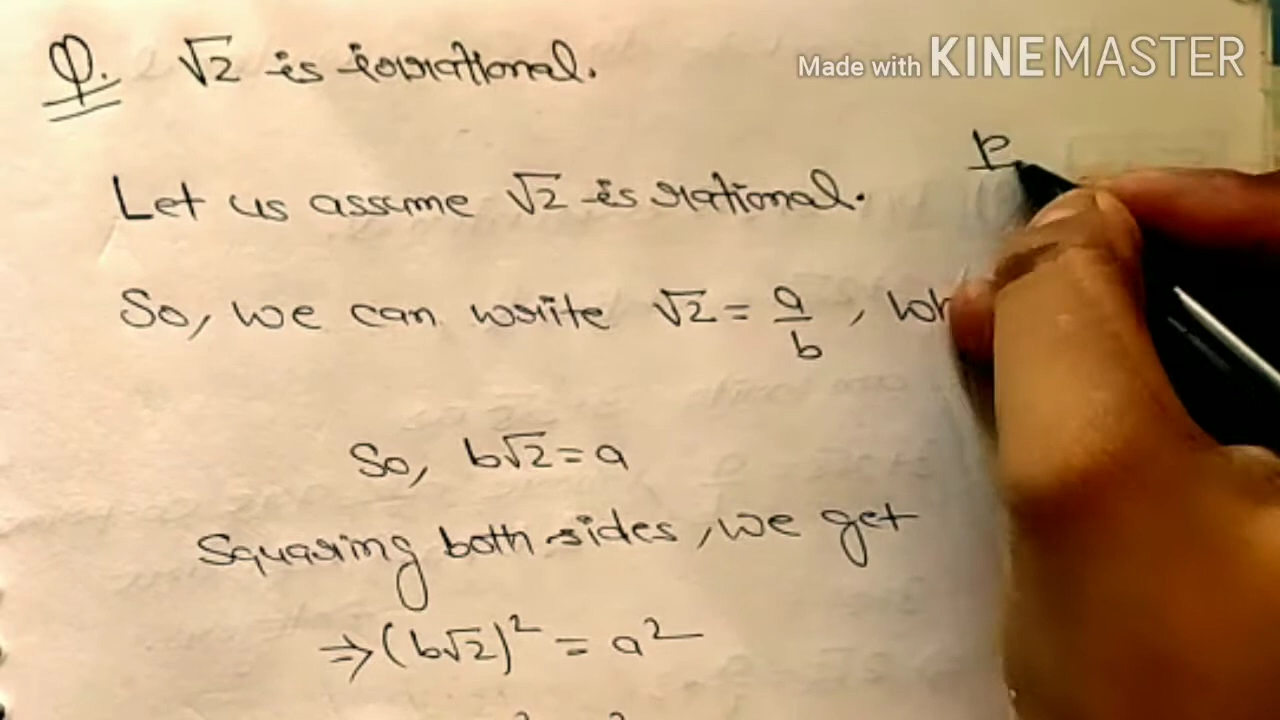 Q. √2 is irrational.
Made with KINEMASTER
p
Let us assume √2 is rational.
So, we can write √2 = a/b, wh
So, b√2 = a
Squaring both sides, we get
⇒ (b√2)² = a²